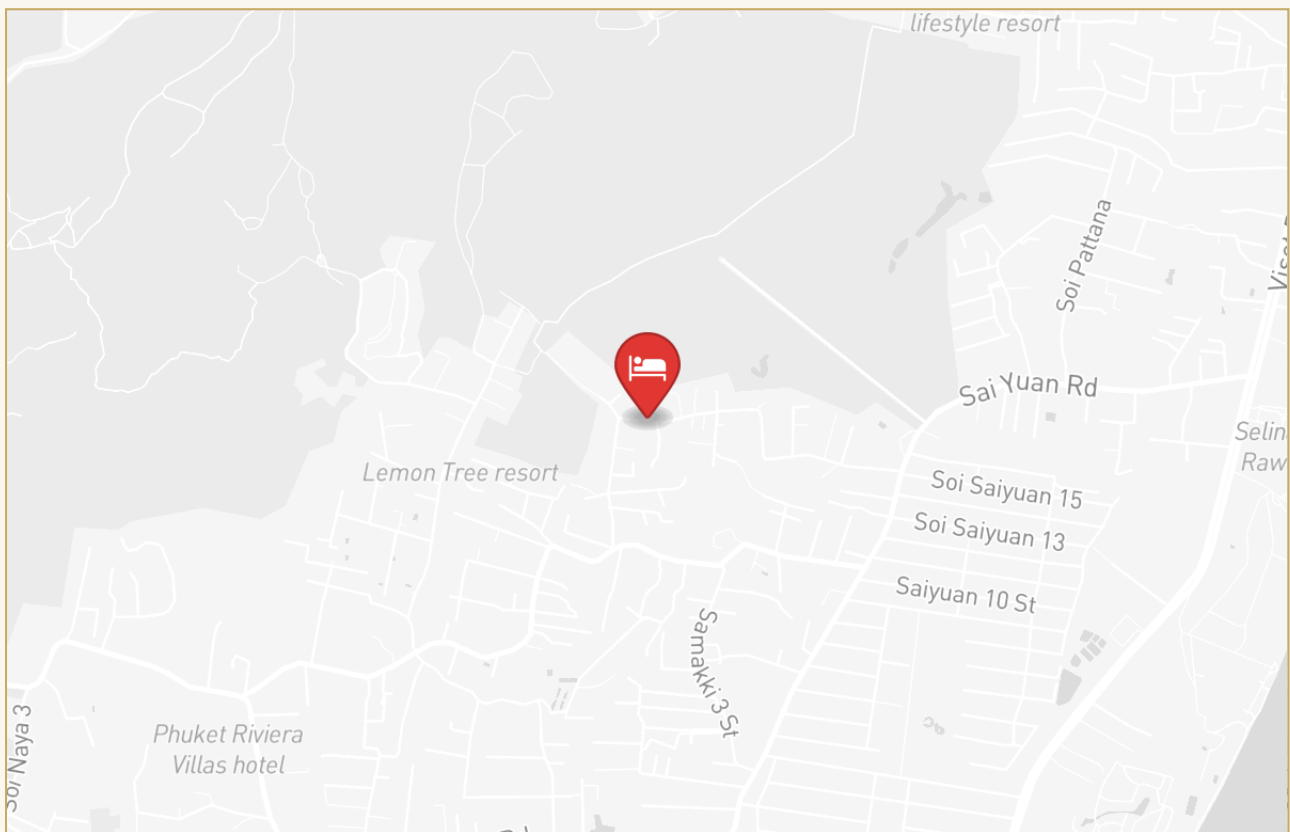 lifestyle resort
Soi Pattana
Sai Yuan Rd
Lemon Tree resort
Soi Saiyuan 15
Soi Saiyuan 13
Saiyuan 10 St
Samakki 3 St
Phuket Riviera
Villas hotel
Soi Naya 3